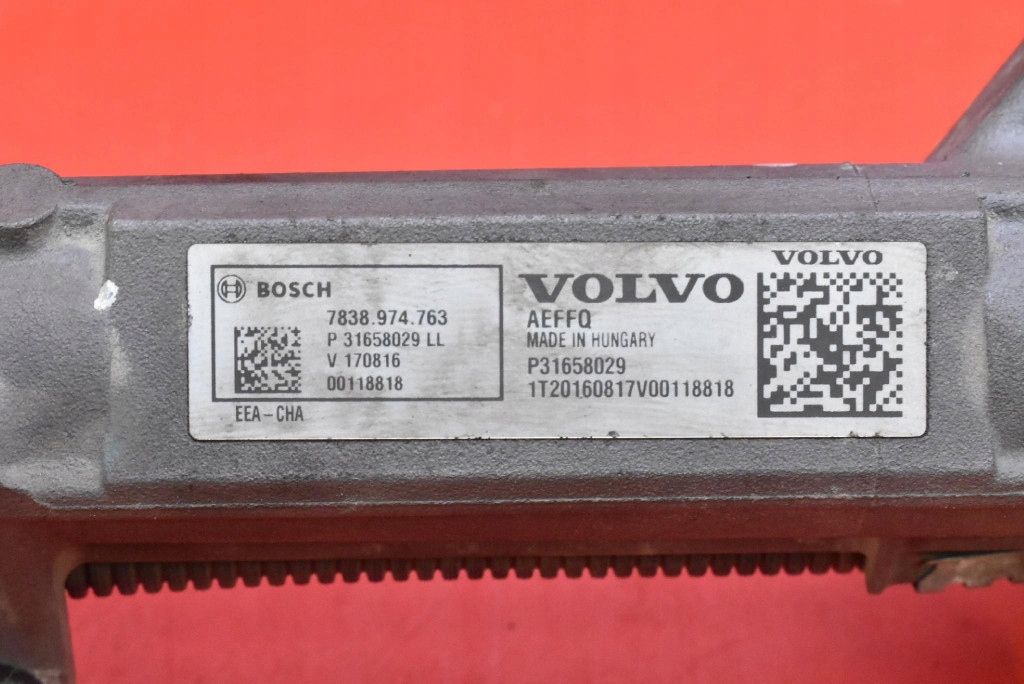 BOSCH
7838.974.763
P 31658029 LL
V 170816
00118818
EEA-CHA
VOLVO
AEFFQ
MADE IN HUNGARY
P31658029
1T20160817V00118818
VOLVO